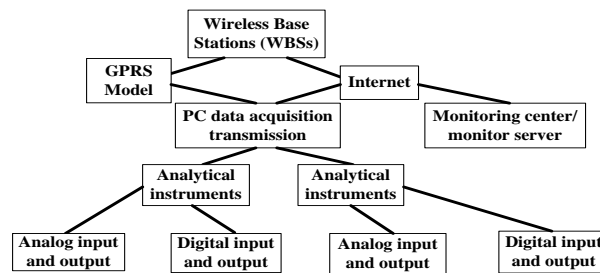 Wireless Base
Stations (WBSs)
GPRS
Model
Internet
PC data acquisition
transmission
Monitoring center/
monitor server
Analytical
instruments
Analytical
instruments
Analog input
and output
Digital input
and output
Analog input
and output
Digital input
and output